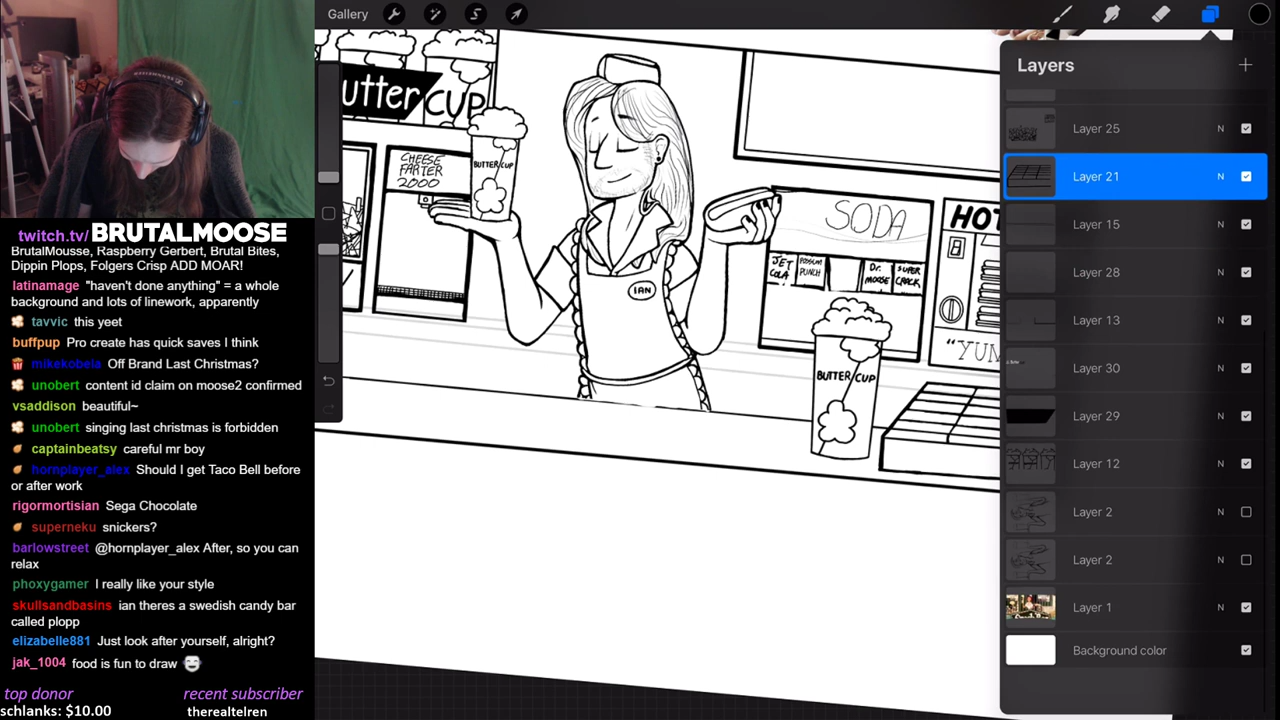 Gallery
Layers
Layer 25 N
Layer 21 N
Layer 15 N
Layer 28 N
Layer 13 N
Layer 30 N
Layer 29 N
Layer 12 N
Layer 2 N
Layer 2 N
Layer 1 N
Background color
utter CUP
CHEESE
FARTER
2000
BUTTER CUP
IAN
SODA
JET
COLA
POSSUM
PUNCH
Dr.
MOOSE
SUPER
CROCK
HOT
"YUM
BUTTER CUP
twitch.tv/BRUTALMOOSE
BrutalMousse, Raspberry Gerbert, Brutal Bites,
Dippin Plops, Folgers Crisp ADD MOAR!
latinamage "haven't done anything" = a whole
background and lots of linework, apparently
tavvic this yeet
buffpup Pro create has quick saves I think
mikekobela Off Brand Last Christmas?
unobert content id claim on moose2 confirmed
vsaddison beautiful~
unobert singing last christmas is forbidden
captainbeatsy careful mr boy
hornplayer_alex Should I get Taco Bell before
or after work
rigormortisian Sega Chocolate
superneku snickers?
barlowstreet @hornplayer_alex After, so you can
relax
phoxygamer I really like your style
skullsandbasins ian theres a swedish candy bar
called plopp
elizabelle881 Just look after yourself, alright?
jak_1004 food is fun to draw
top donor recent subscriber
schlanks: $10.00 therealtelren